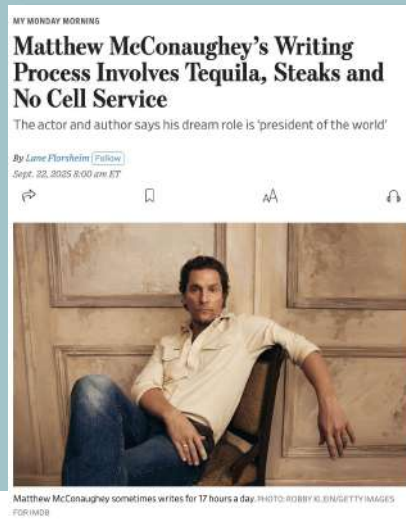 MY MONDAY MORNING
Matthew McConaughey's Writing
Process Involves Tequila, Steaks and
No Cell Service
The actor and author says his dream role is 'president of the world'
By Lane Florsheim Follow
Sept. 22, 2025 8:00 am ET
AA
Matthew McConaughey sometimes writes for 17 hours a day. PHOTO: ROBBY KLEIN/GETTY IMAGES
FOR IMDB